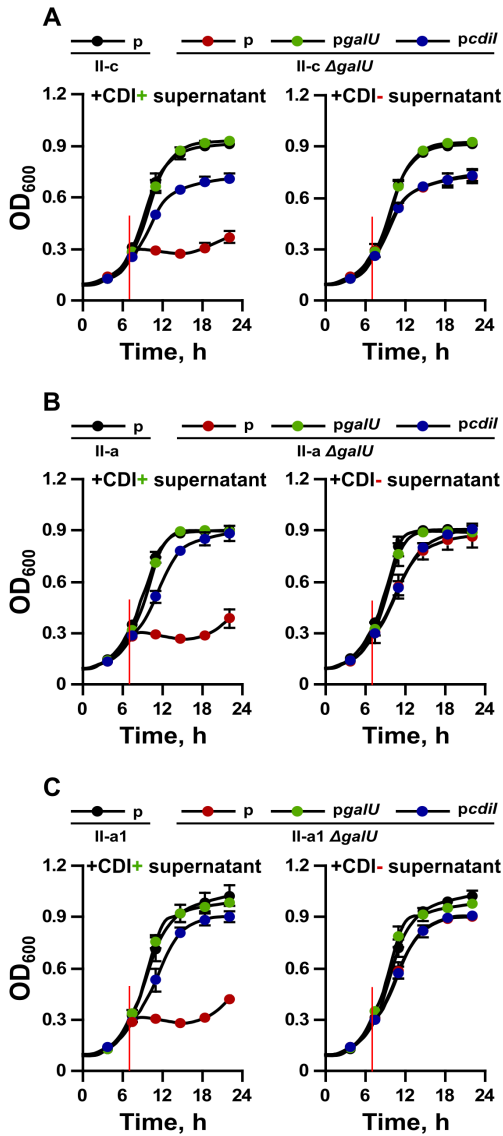 A
p p pgalU pcdiI
II-c II-c ΔgalU
+CDI+ supernatant +CDI- supernatant
1.2 1.2
0.9 0.9
0.6 0.6
0.3 0.3
0 0
OD600
0 6 12 18 24 0 6 12 18 24
Time, h Time, h
B
p p pgalU pcdiI
II-a II-a ΔgalU
+CDI+ supernatant +CDI- supernatant
1.2 1.2
0.9 0.9
0.6 0.6
0.3 0.3
0 0
OD600
0 6 12 18 24 0 6 12 18 24
Time, h Time, h
C
p p pgalU pcdiI
II-a1 II-a1 ΔgalU
+CDI+ supernatant +CDI- supernatant
1.2 1.2
0.9 0.9
0.6 0.6
0.3 0.3
0 0
OD600
0 6 12 18 24 0 6 12 18 24
Time, h Time, h